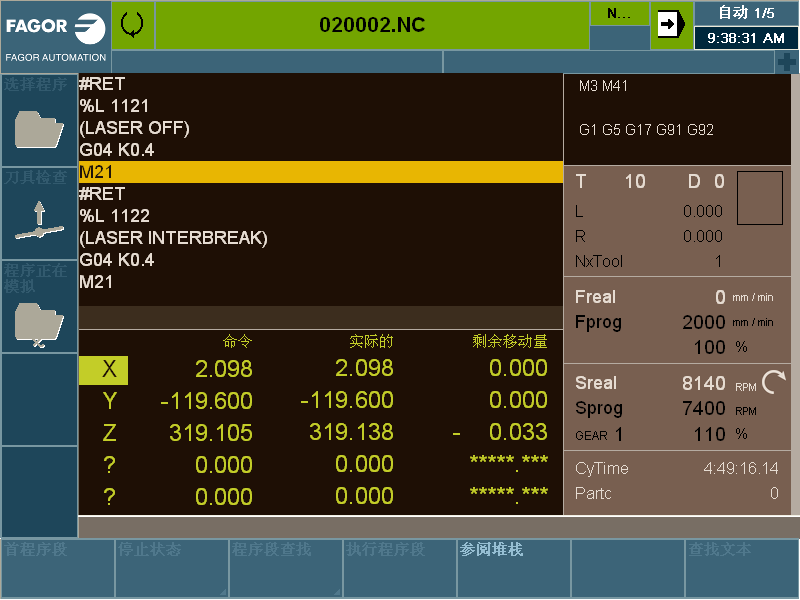 FAGOR
FAGOR AUTOMATION
020002.NC
N...
自动 1/5
9:38:31 AM
选择程序
刀具检查
程序正在
模拟
#RET
%L 1121
(LASER OFF)
G04 K0.4
M21
#RET
%L 1122
(LASER INTERBREAK)
G04 K0.4
M21
M3 M41
G1 G5 G17 G91 G92
T 10 D 0
L 0.000
R 0.000
NxTool 1
Freal 0 mm/min
Fprog 2000 mm/min
100 %
Sreal 8140 RPM
Sprog 7400 RPM
GEAR 1 110 %
CyTime 4:49:16.14
Partc 0
命令 实际的 剩余移动量
X 2.098 2.098 0.000
Y -119.600 -119.600 0.000
Z 319.105 319.138 - 0.033
? 0.000 0.000 *****.***
? 0.000 0.000 *****.***
首程序段
停止状态
程序段查找
执行程序段
参阅堆栈
查找文本